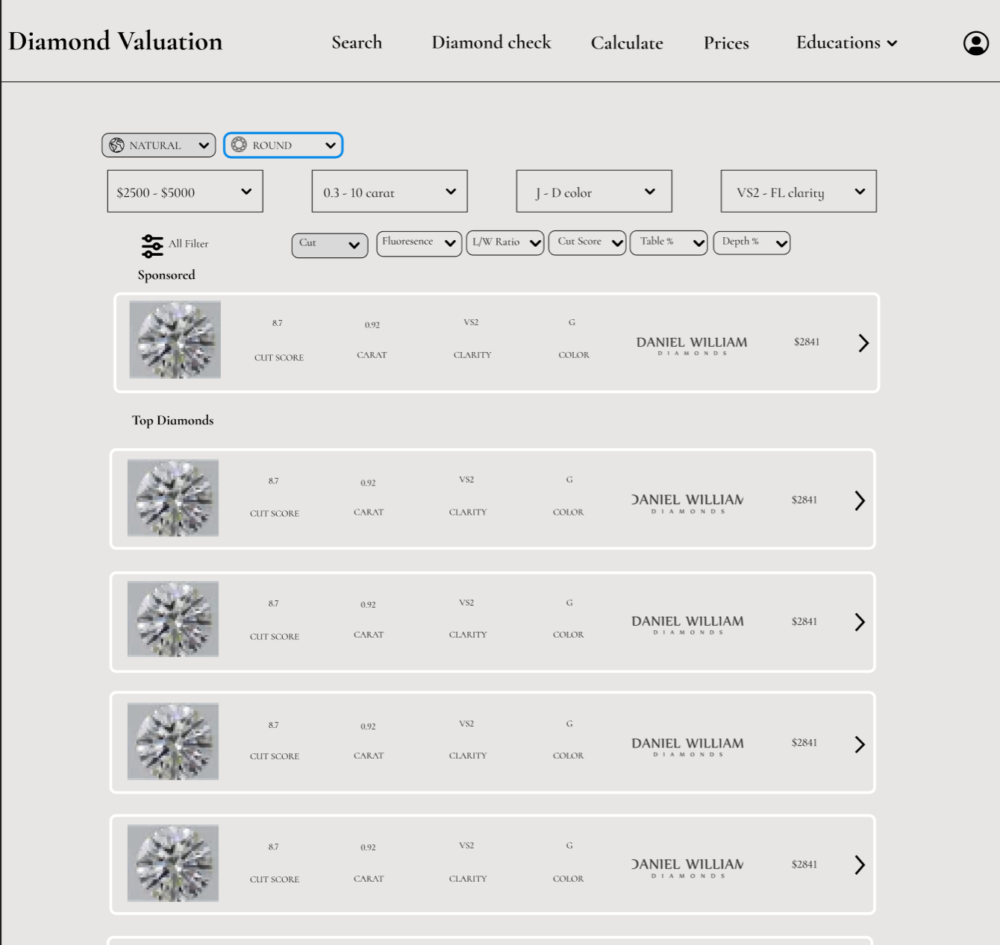 Diamond Valuation Search Diamond check Calculate Prices Educations
NATURAL ROUND
$2500 - $5000 0.3 - 10 carat J - D color VS2 - FL clarity
All Filter Cut Fluoresence L/W Ratio Cut Score Table % Depth %
Sponsored
8.7 0.92 VS2 G
CUT SCORE CARAT CLARITY COLOR
DANIEL WILLIAM
DIAMONDS
$2841
Top Diamonds
8.7 0.92 VS2 G
CUT SCORE CARAT CLARITY COLOR
DANIEL WILLIAM
DIAMONDS
$2841
8.7 0.92 VS2 G
CUT SCORE CARAT CLARITY COLOR
DANIEL WILLIAM
DIAMONDS
$2841
8.7 0.92 VS2 G
CUT SCORE CARAT CLARITY COLOR
DANIEL WILLIAM
DIAMONDS
$2841
8.7 0.92 VS2 G
CUT SCORE CARAT CLARITY COLOR
DANIEL WILLIAM
DIAMONDS
$2841